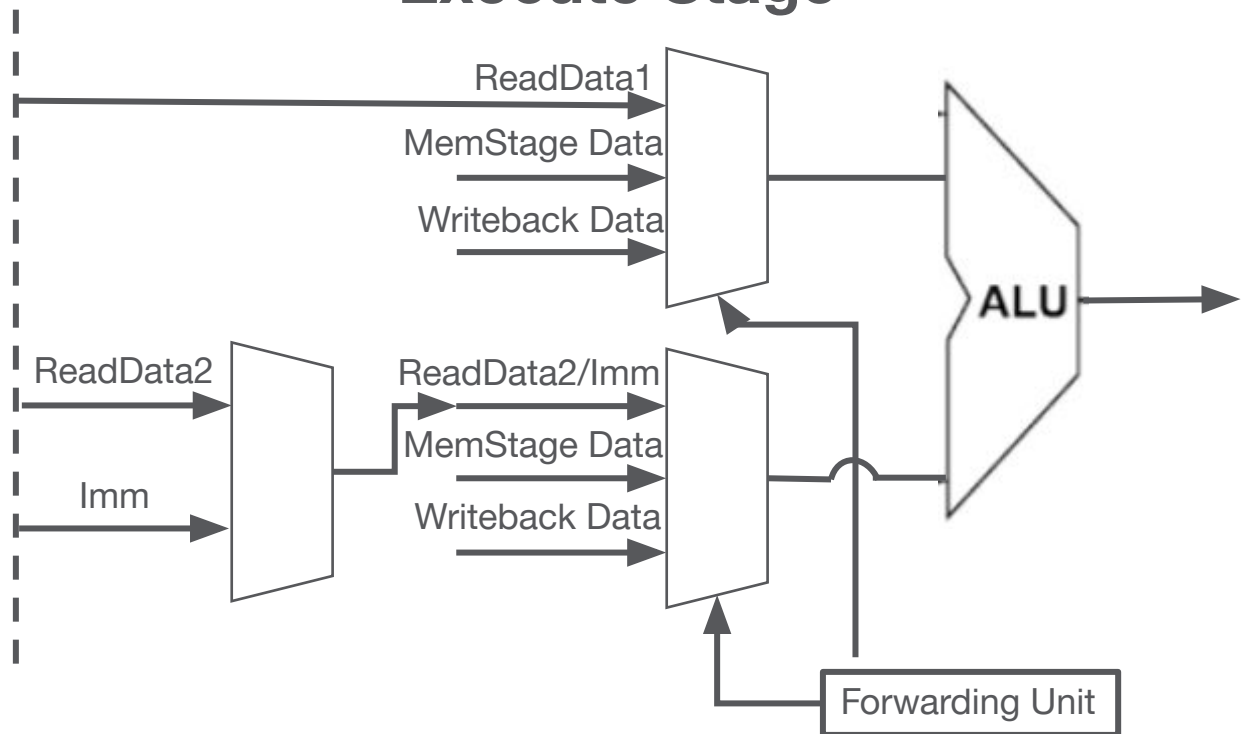 Execute Stage
ReadData1
MemStage Data
Writeback Data
ALU
ReadData2
Imm
ReadData2/Imm
MemStage Data
Writeback Data
Forwarding Unit